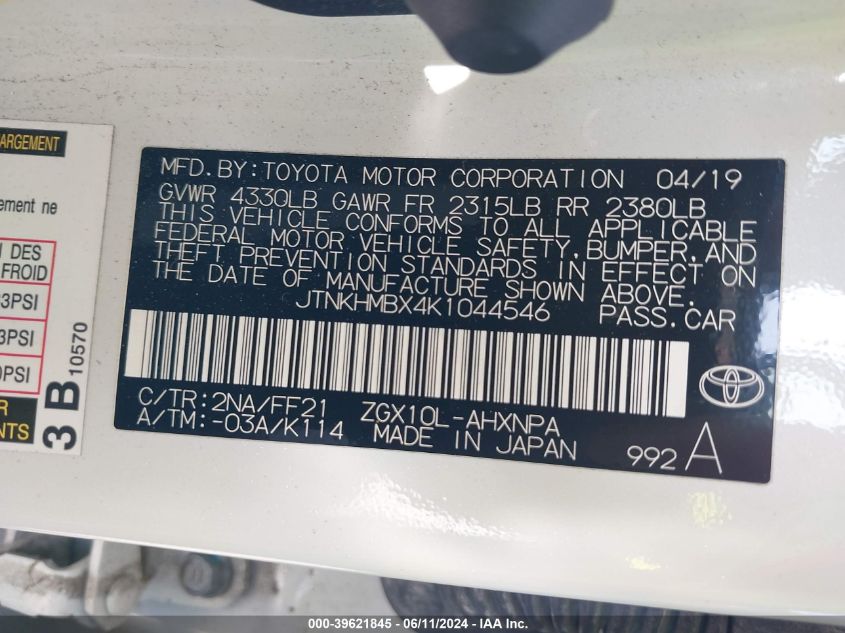 ARGEMENT
ement ne
DES
FROID
3PSI
3PSI
0PSI
R
NTS
3 B 10570
MFD.BY:TOYOTA MOTOR CORPORATION 04/19
GVWR 4330LB GAWR FR 2315LB RR 2380LB
THIS VEHICLE CONFORMS TO ALL APPLICABLE
FEDERAL MOTOR VEHICLE SAFETY,BUMPER,AND
THEFT PREVENTION STANDARDS IN EFFECT ON
THE DATE OF MANUFACTURE SHOWN ABOVE.
JTNKHMBX4K1044546 PASS.CAR
C/TR:2NA/FF21 ZGX10L-AHXNPA
A/TM:-03A/K114 MADE IN JAPAN 992A
000-39621845 - 06/11/2024 - IAA Inc.